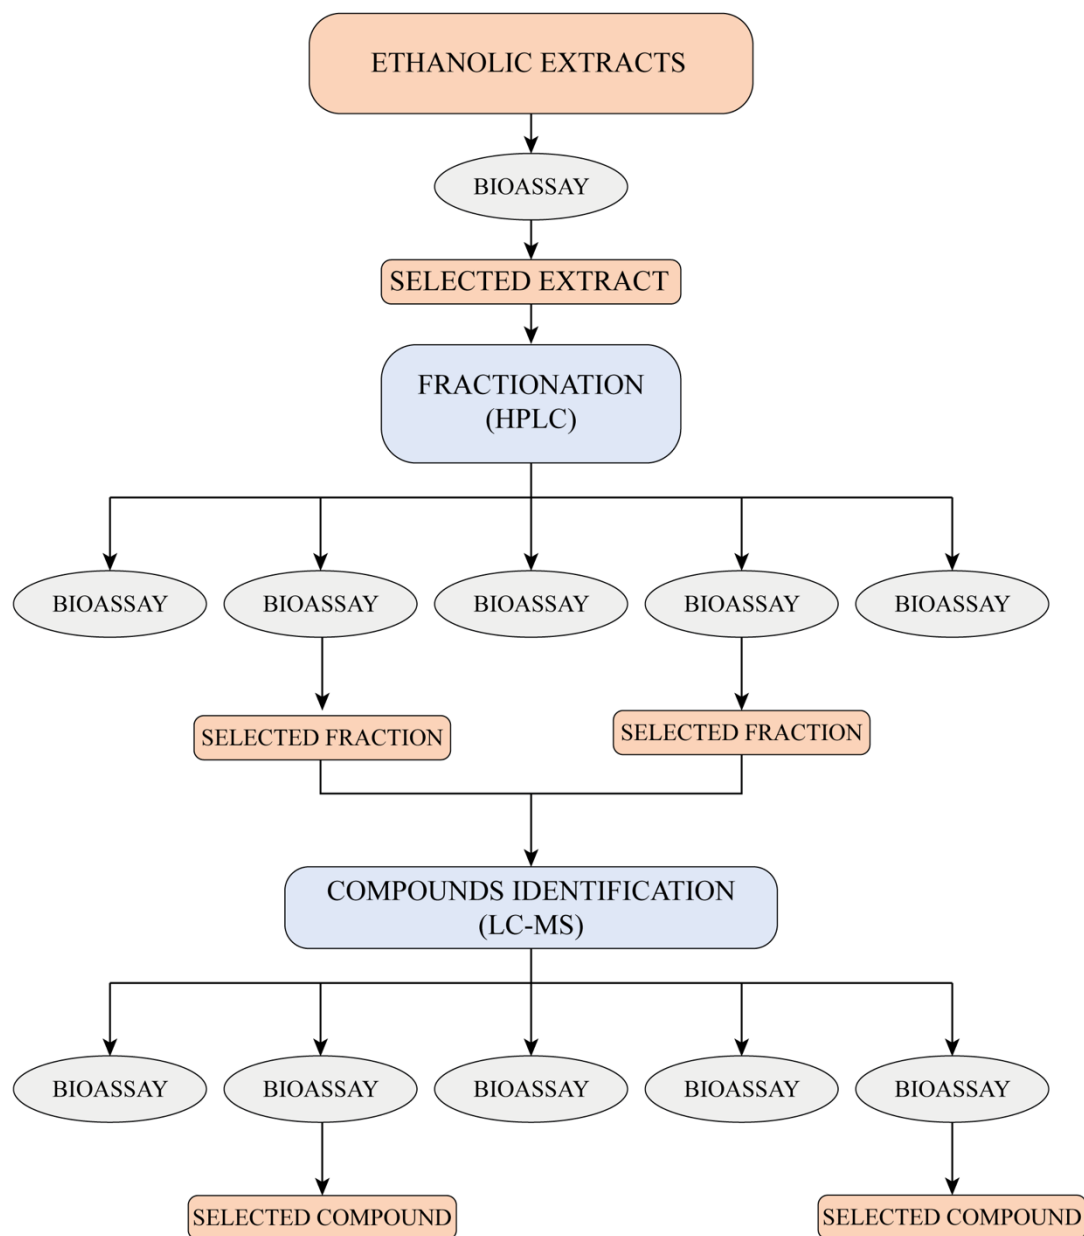 ETHANOLIC EXTRACTS
BIOASSAY
SELECTED EXTRACT
FRACTIONATION
(HPLC)
BIOASSAY
BIOASSAY
BIOASSAY
BIOASSAY
BIOASSAY
SELECTED FRACTION
SELECTED FRACTION
COMPOUNDS IDENTIFICATION
(LC-MS)
BIOASSAY
BIOASSAY
BIOASSAY
BIOASSAY
BIOASSAY
SELECTED COMPOUND
SELECTED COMPOUND